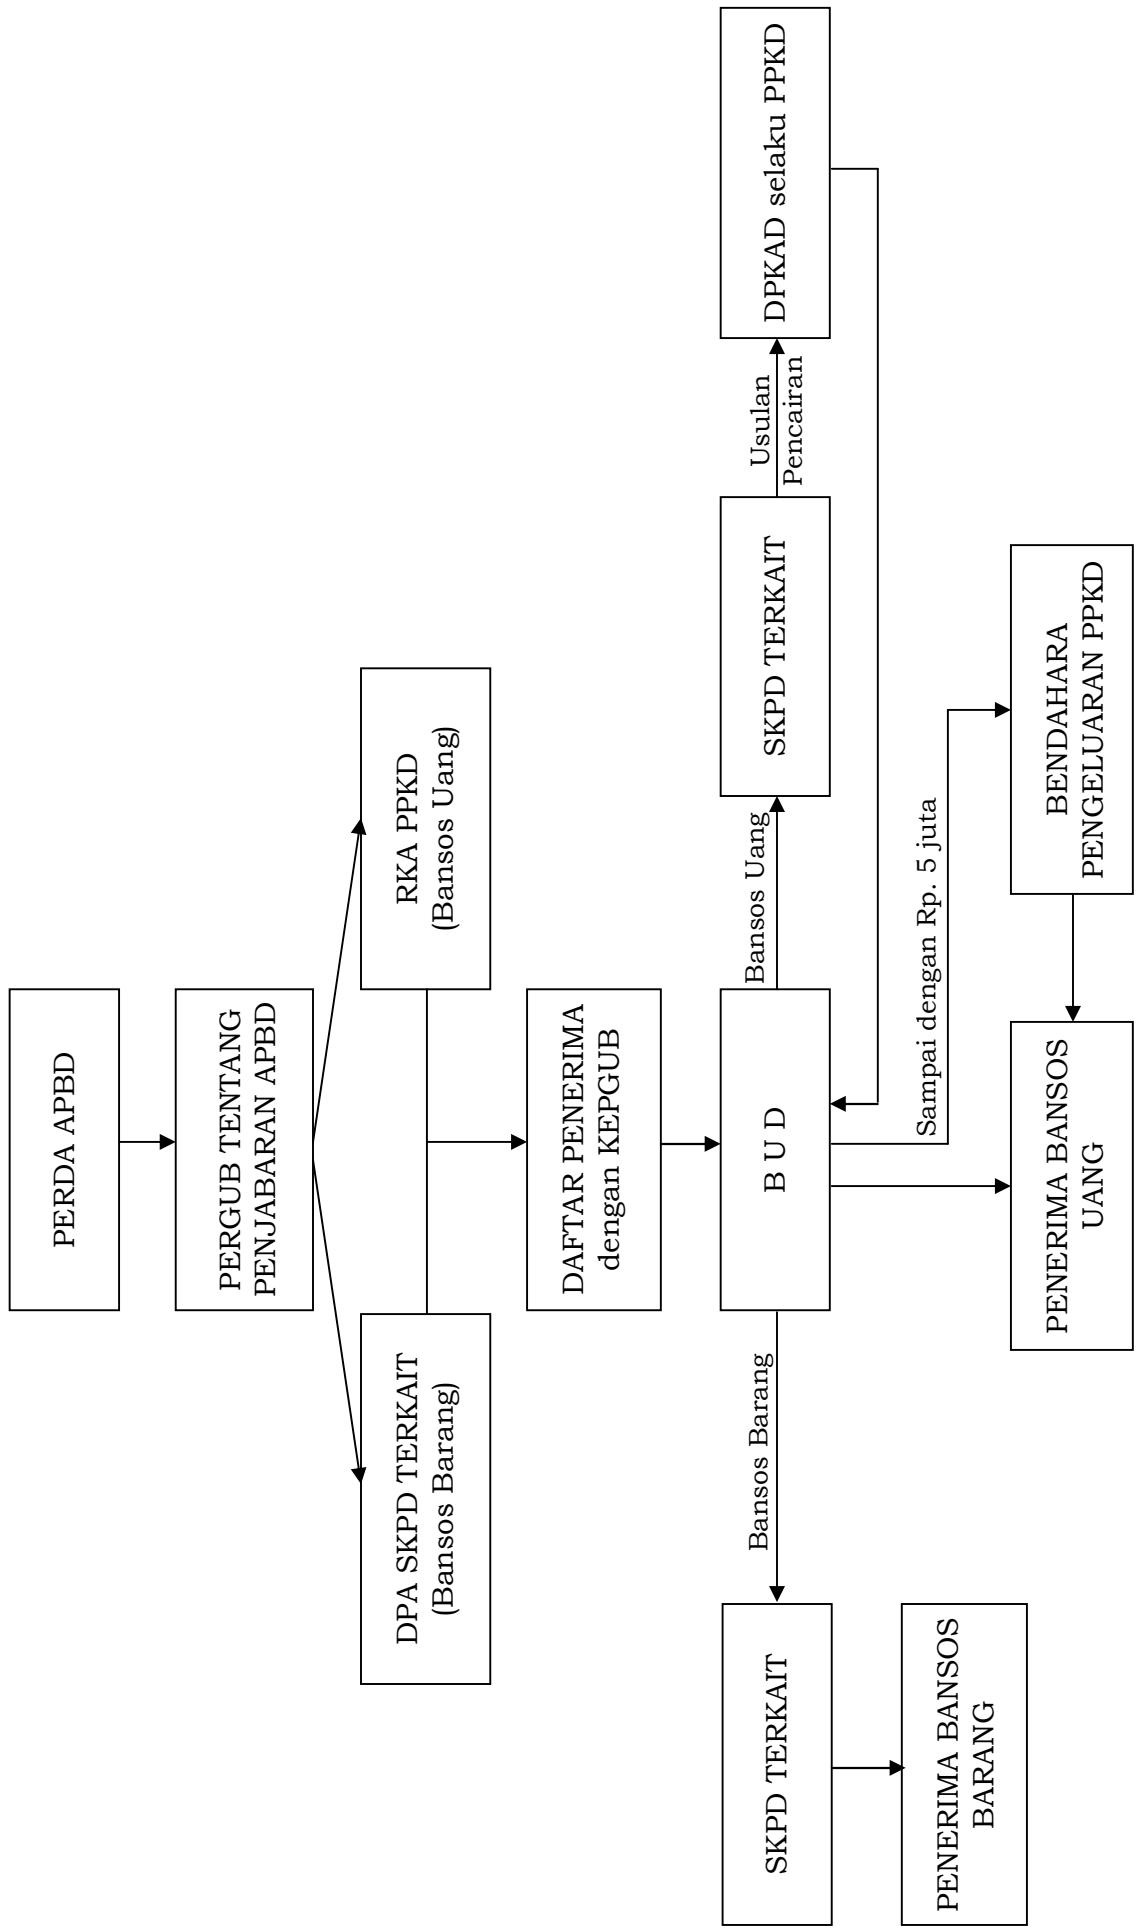 PERDA APBD
PERGUB TENTANG
PENJABARAN APBD
DPA SKPD TERKAIT
(Bansos Barang)
RKA PPKD
(Bansos Uang)
DAFTAR PENERIMA
dengan KEPGUB
SKPD TERKAIT
Bansos Barang
B U D
Bansos Uang
SKPD TERKAIT
Usulan
Pencairan
DPKAD selaku PPKD
PENERIMA BANSOS
BARANG
Sampai dengan Rp. 5 juta
PENERIMA BANSOS
UANG
BENDAHARA
PENGELUARAN PPKD